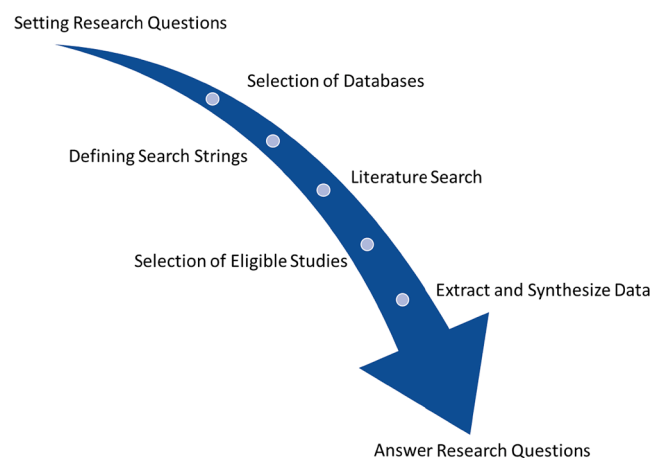 Setting Research Questions
Selection of Databases
Defining Search Strings
Literature Search
Selection of Eligible Studies
Extract and Synthesize Data
Answer Research Questions